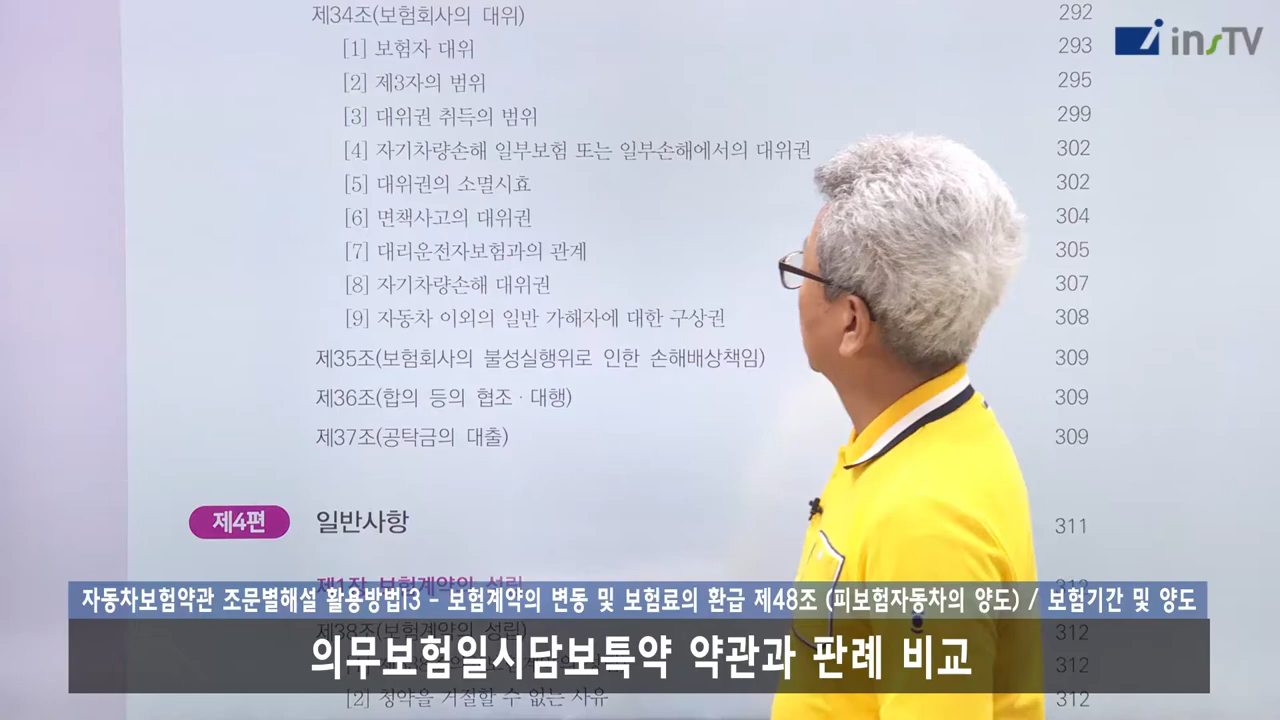 제34조(보험회사의 대위) 292
[1] 보험자 대위 293
[2] 제3자의 범위 295
[3] 대위권 취득의 범위 299
[4] 자기차량손해 일부보험 또는 일부손해에서의 대위권 302
[5] 대위권의 소멸시효 302
[6] 면책사고의 대위권 304
[7] 대리운전자보험과의 관계 305
[8] 자기차량손해 대위권 307
[9] 자동차 이외의 일반 가해자에 대한 구상권 308
제35조(보험회사의 불성실행위로 인한 손해배상책임) 309
제36조(합의 등의 협조·대행) 309
제37조(공탁금의 대출) 309
제4편 일반사항 311
제1장 보험계약의 성립 312
자동차보험약관 조문별해설 활용방법13 - 보험계약의 변동 및 보험료의 환급 제48조 (피보험자동차의 양도) / 보험기간 및 양도
제38조(보험계약의 성립) 312
의무보험일시담보특약 약관과 판례 비교
312
[2] 청약을 거절할 수 없는 사유 312
insTV